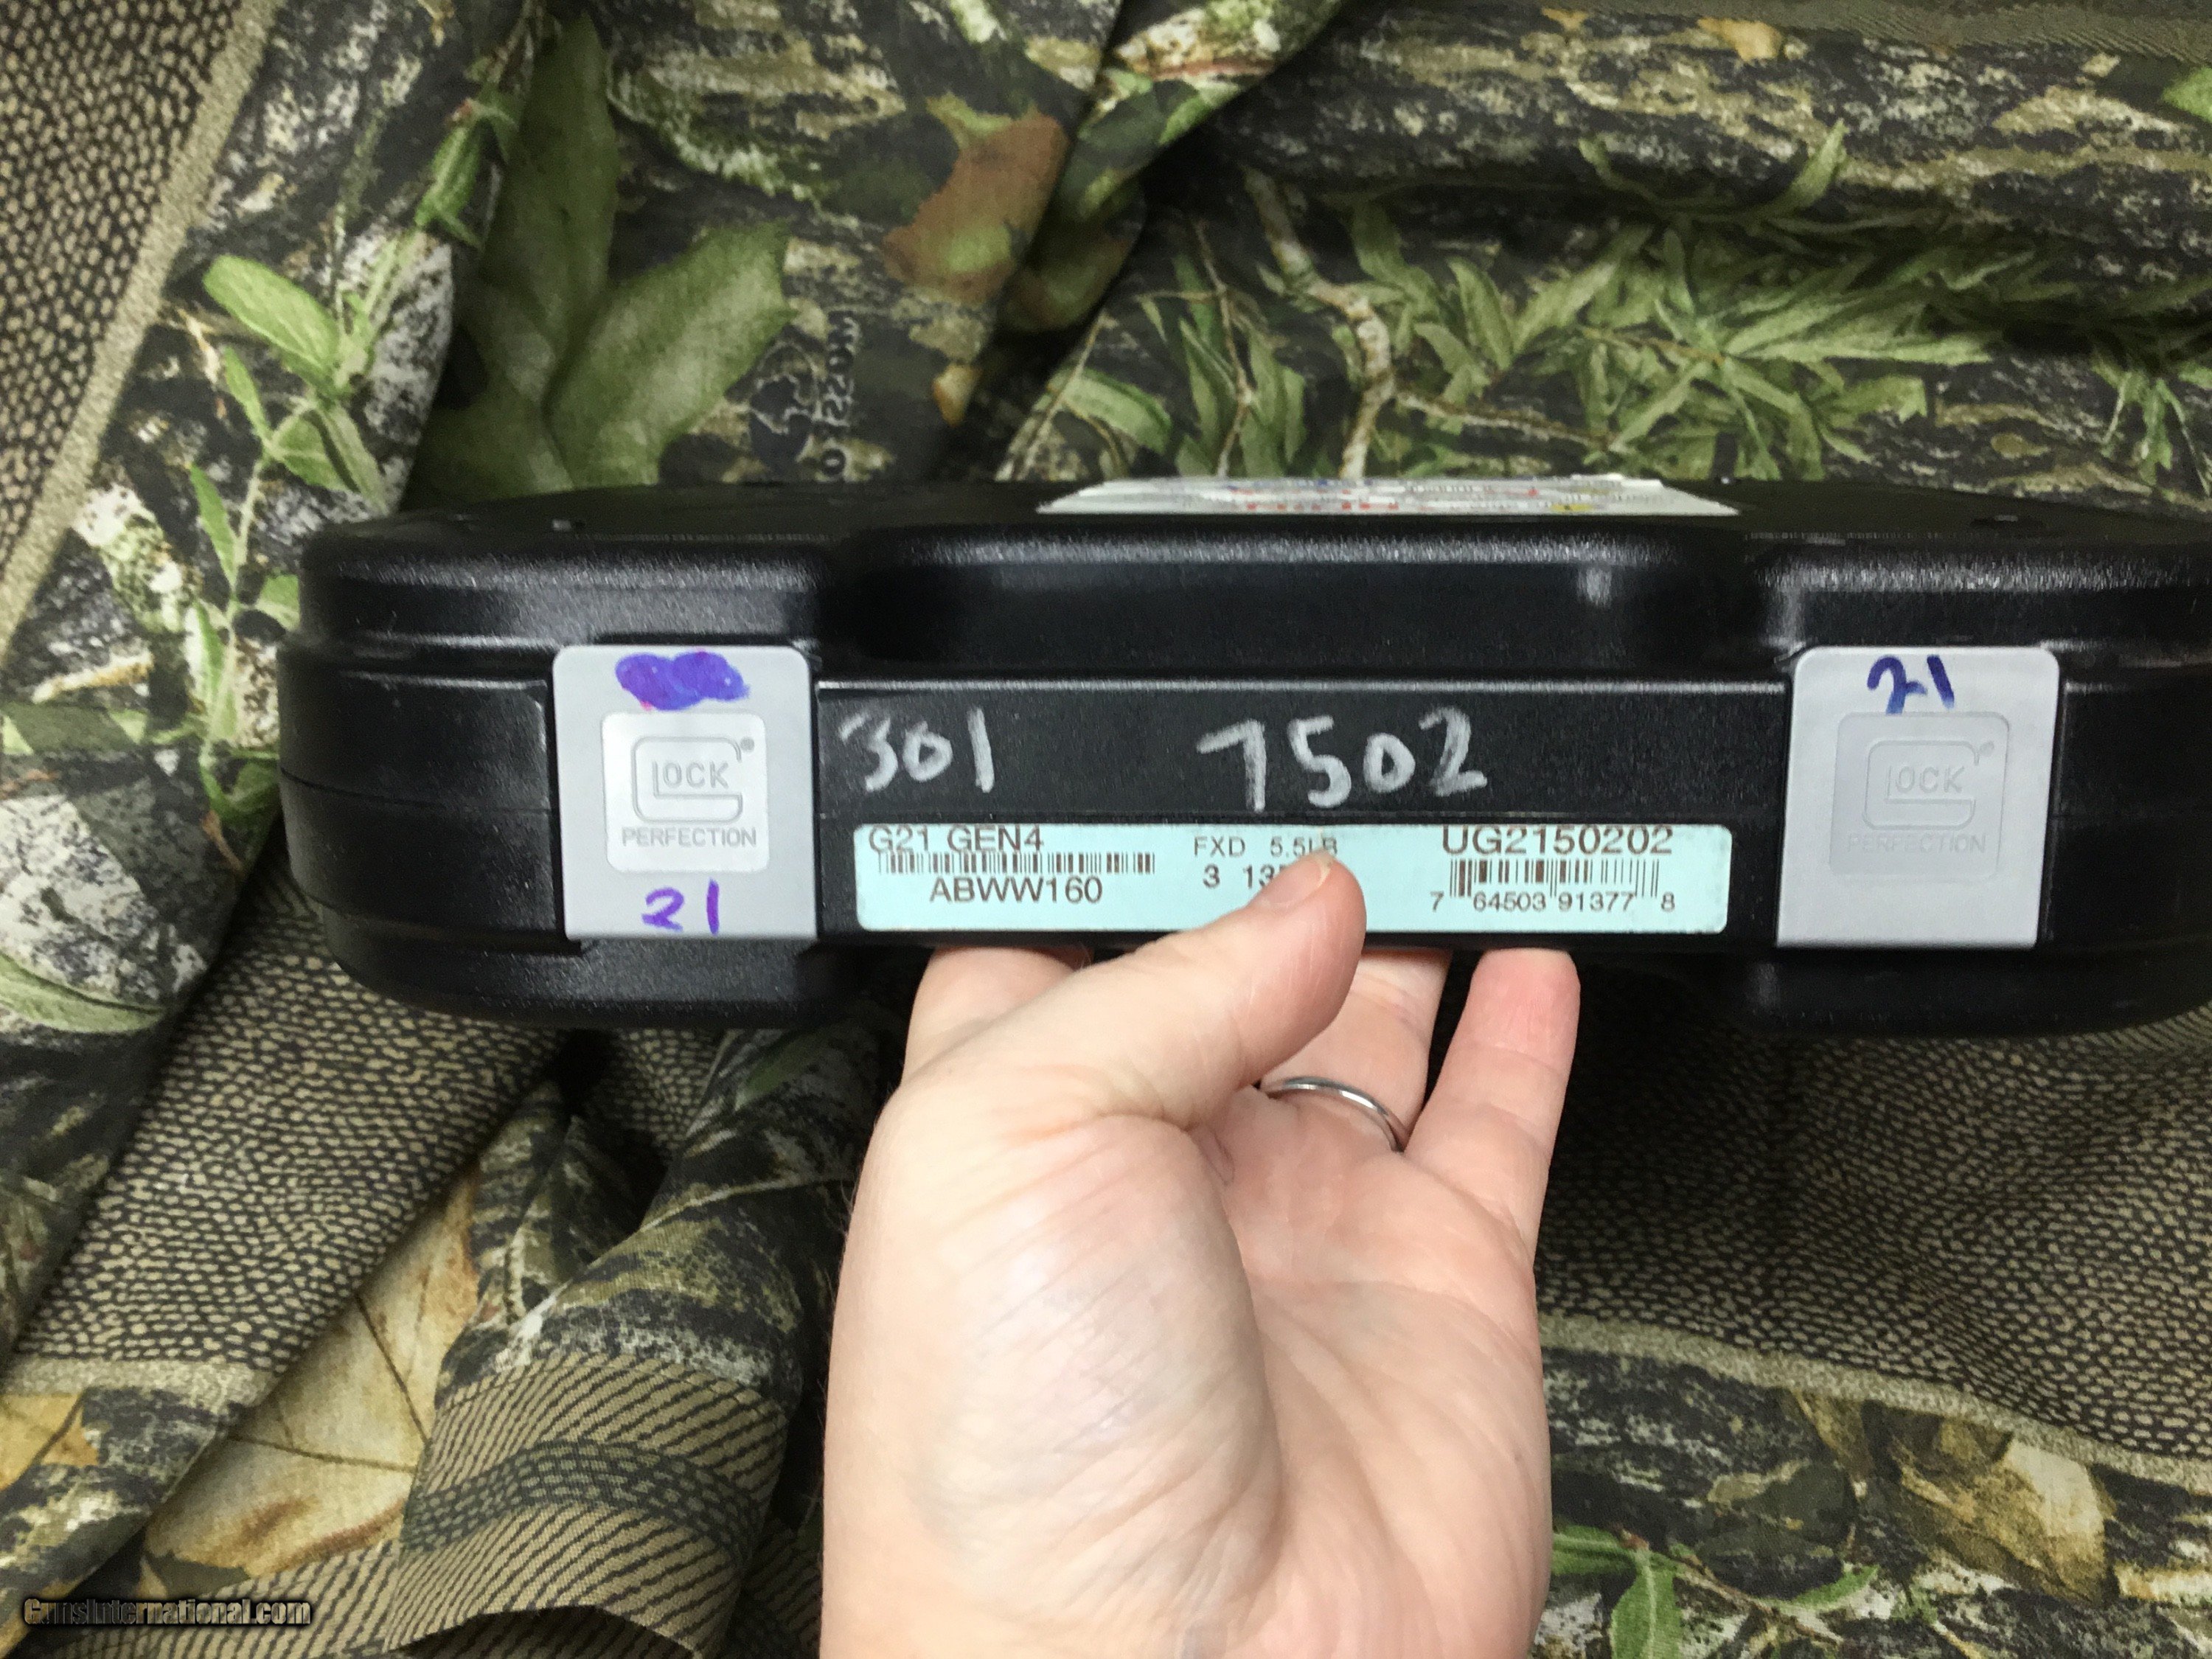 GLOCK
PERFECTION
21
301 7502
G21 GEN4 FXD 5.5LB UG2150202
ABWW160 3
7 64503 91377 8
21
GLOCK
PERFECTION
MOSSY O
GunsInternational.com